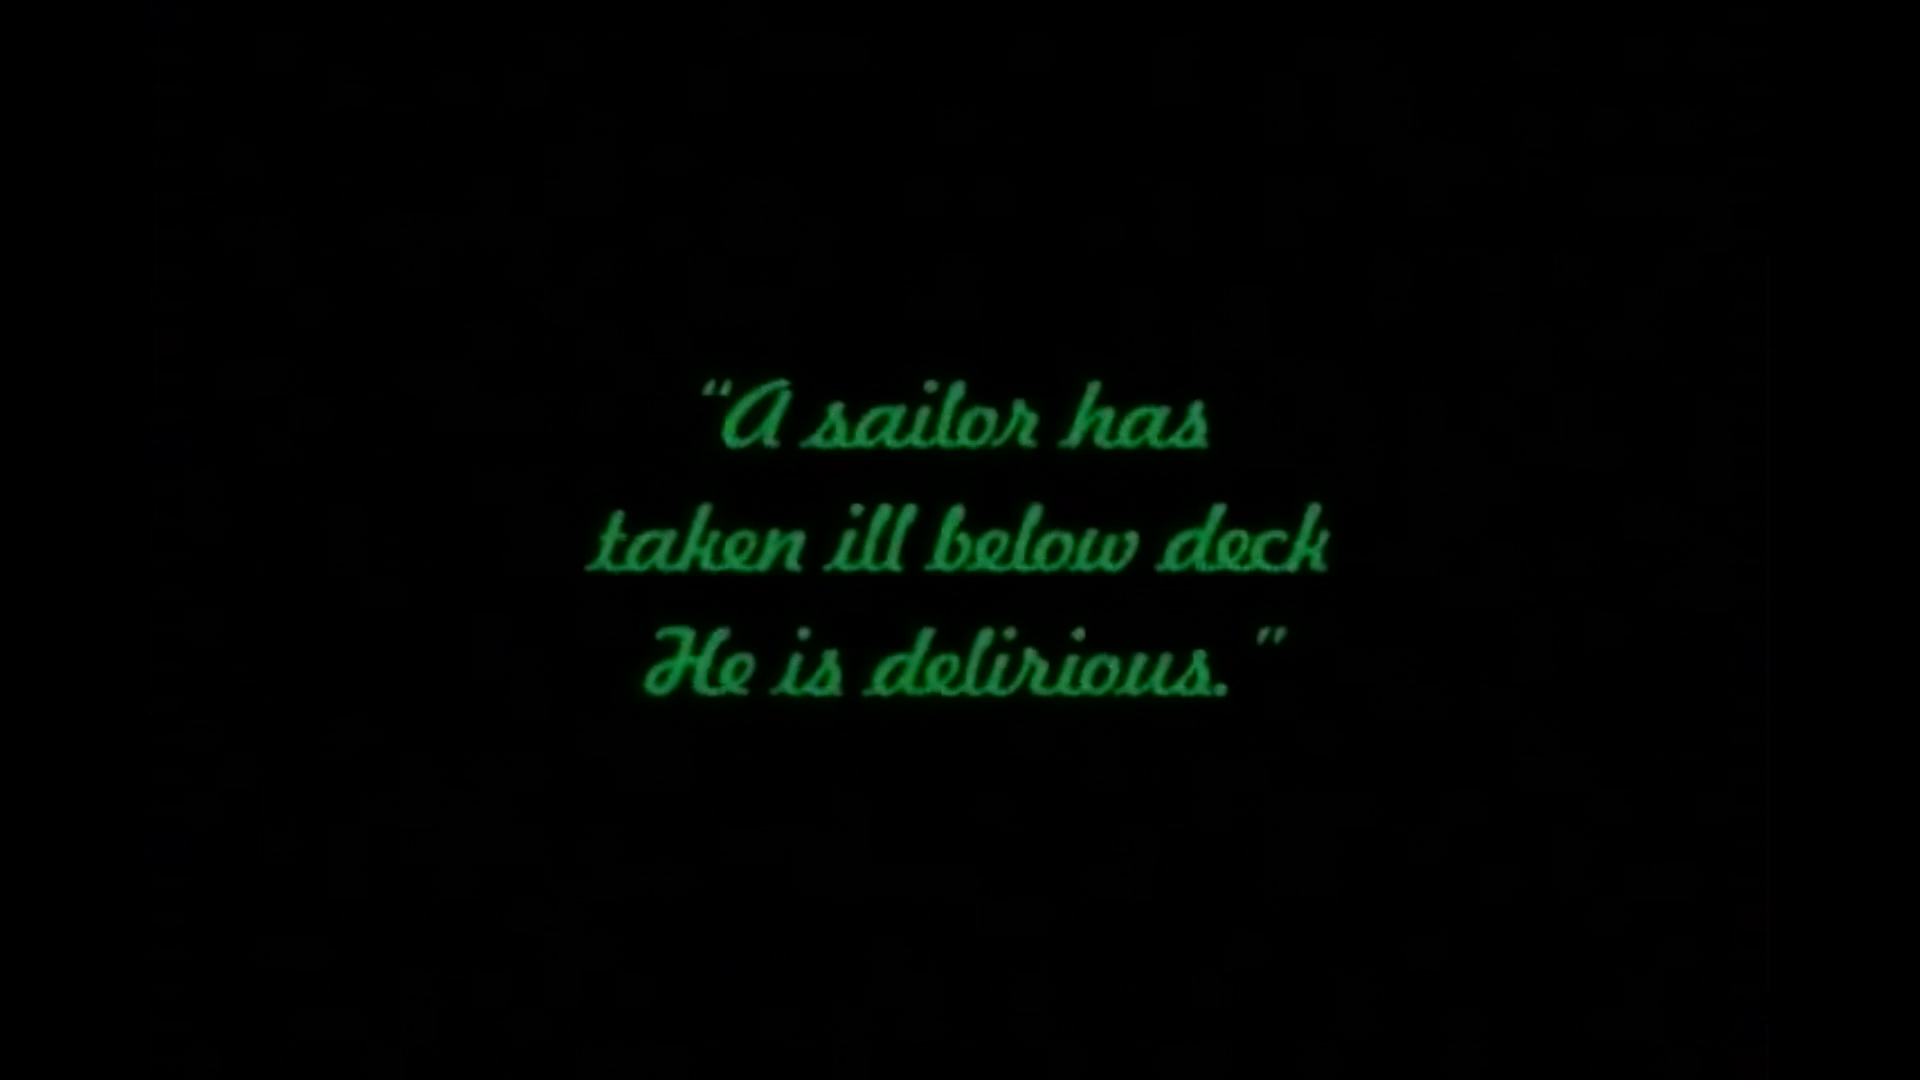 “A sailor has
taken ill below deck
He is delirious.”